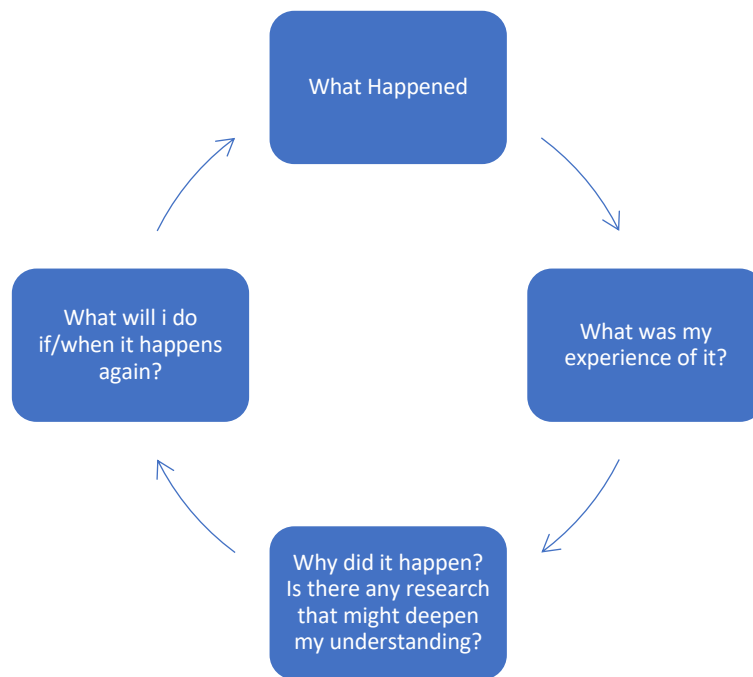 What Happened
What was my
experience of it?
Why did it happen?
Is there any research
that might deepen
my understanding?
What will i do
if/when it happens
again?